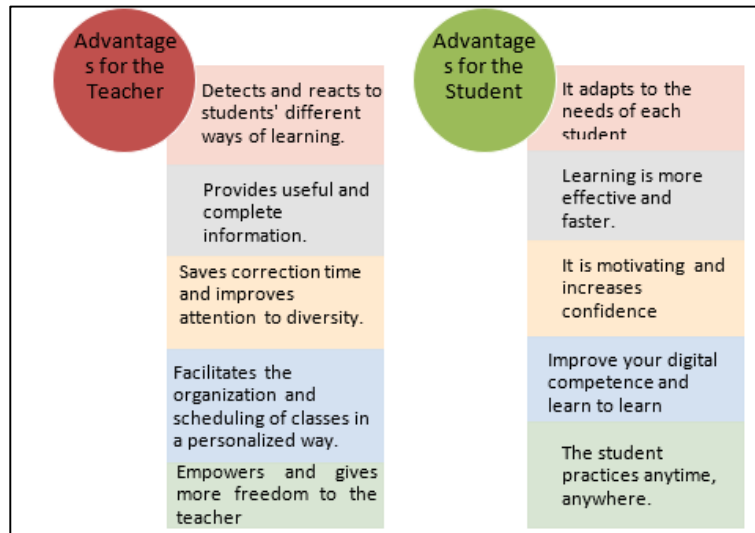 Advantage
s for the
Teacher
Detects and reacts to
students' different
ways of learning.
Provides useful and
complete
information.
Saves correction time
and improves
attention to diversity.
Facilitates the
organization and
scheduling of classes in
a personalized way.
Empowers and gives
more freedom to the
teacher
Advantage
s for the
Student
It adapts to the
needs of each
student
Learning is more
effective and
faster.
It is motivating and
increases
confidence
Improve your digital
competence and
learn to learn
The student
practices anytime,
anywhere.